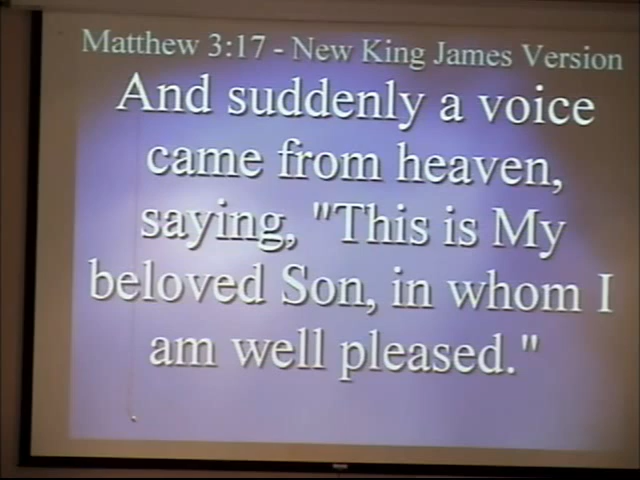 Matthew 3:17 - New King James Version
And suddenly a voice
came from heaven,
saying, "This is My
beloved Son, in whom I
am well pleased."